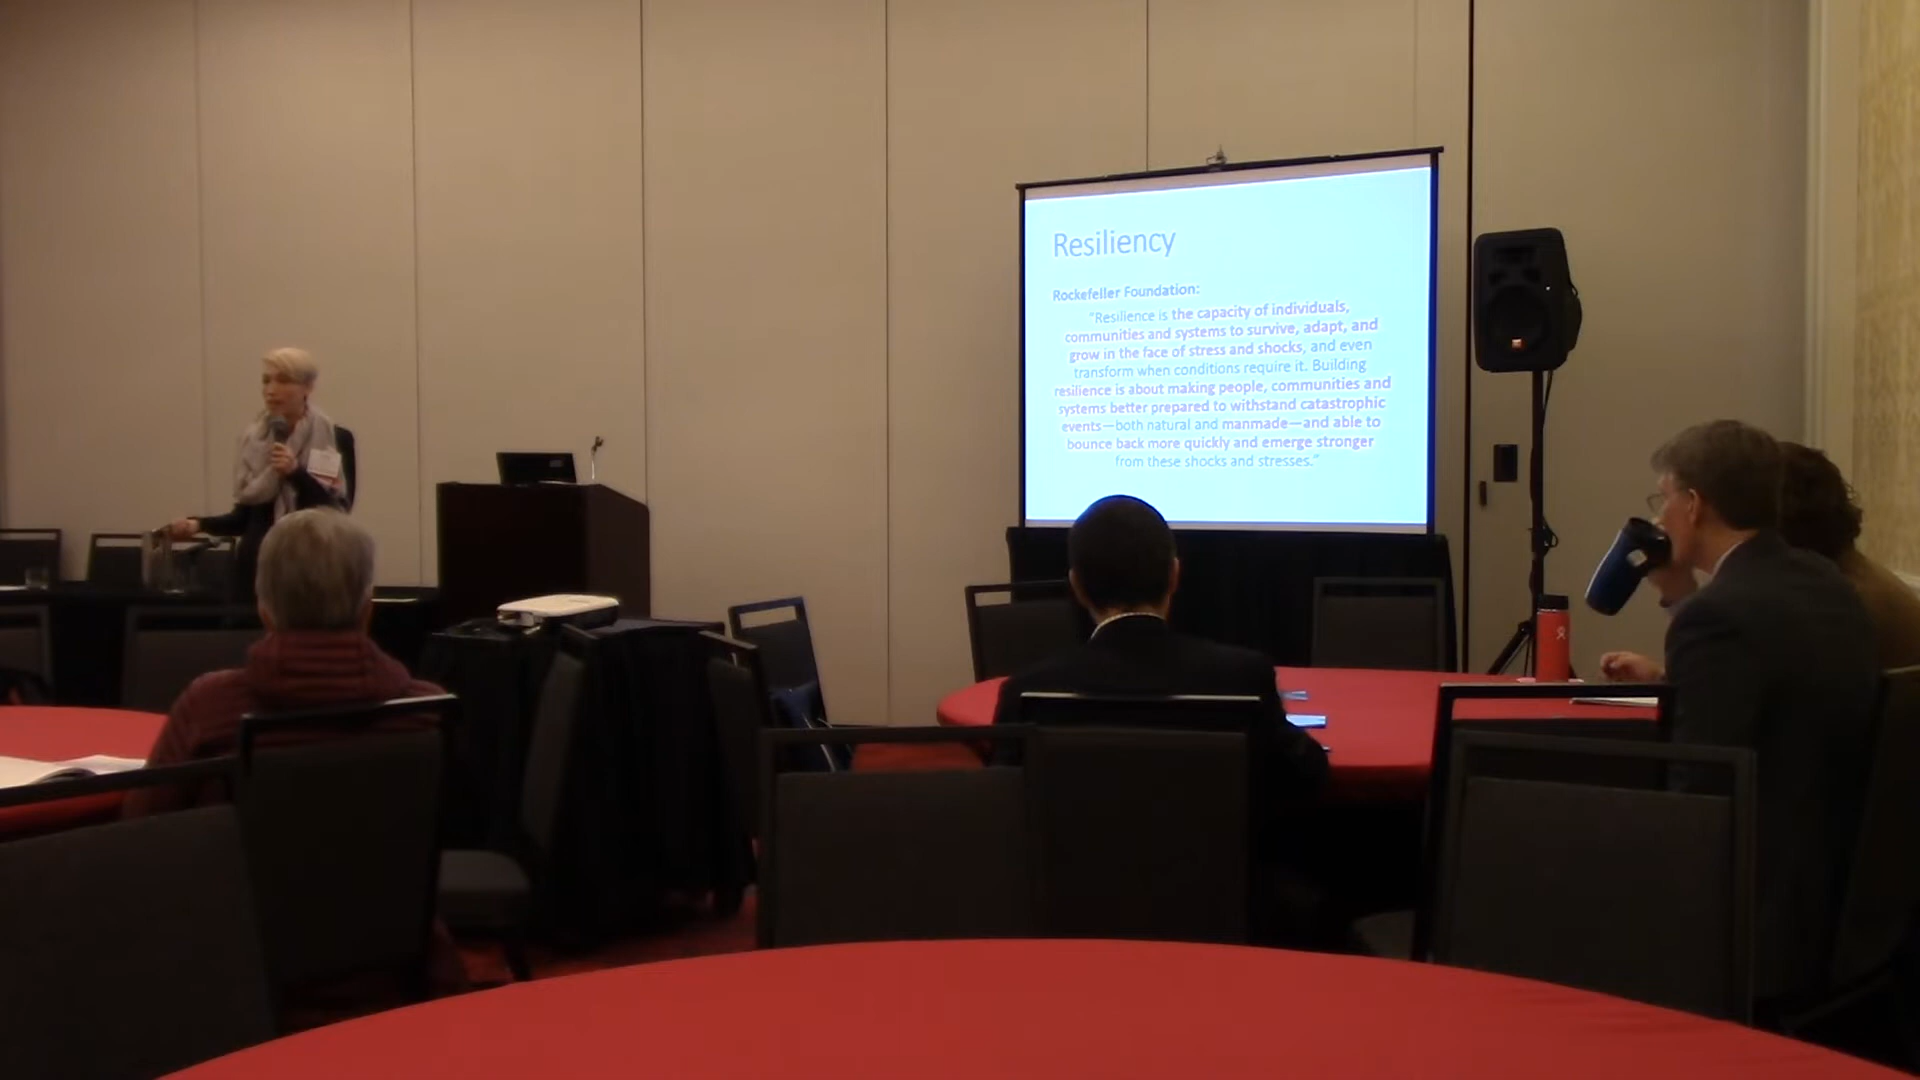 Resiliency
Rockefeller Foundation:
"Resilience is the capacity of individuals,
communities and systems to survive, adapt, and
grow in the face of stress and shocks, and even
transform when conditions require it. Building
resilience is about making people, communities and
systems better prepared to withstand catastrophic
events—both natural and manmade—and able to
bounce back more quickly and emerge stronger
from these shocks and stresses."